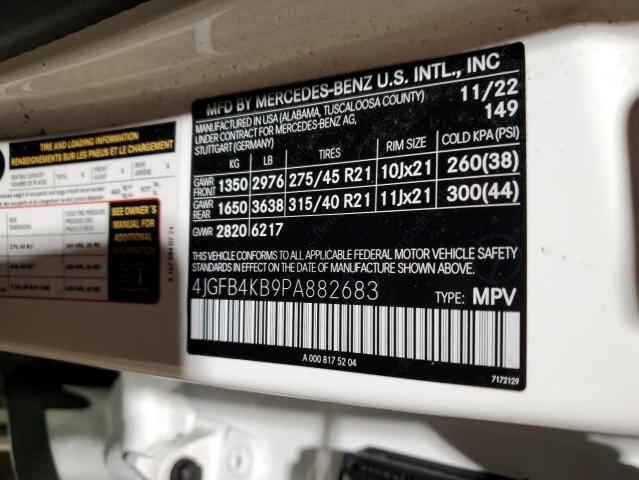 TIRE AND LOADING INFORMATION
RENSEIGNEMENTS SUR LES PNEUS ET LE CHARGEMENT
SEE OWNER'S
MANUAL FOR
ADDITIONAL
INFORMATION
MFD BY MERCEDES-BENZ U.S. INTL., INC
MANUFACTURED IN USA (ALABAMA, TUSCALOOSA COUNTY) 11/22
UNDER CONTRACT FOR MERCEDES-BENZ AG, 149
STUTTGART (GERMANY)
KG LB TIRES RIM SIZE COLD KPA(PSI)
GAWR FRONT 1350 2976 275/45 R21 10Jx21 260(38)
GAWR REAR 1650 3638 315/40 R21 11Jx21 300(44)
GWR 2820 6217
THIS VEHICLE CONFORMS TO ALL APPLICABLE FEDERAL MOTOR VEHICLE SAFETY
STANDARDS IN EFFECT ON THE DATE OF MANUFACTURE SHOWN ABOVE.
4JGFB4KB9PA882683 TYPE: MPV
A 000 817 52 04
7172129